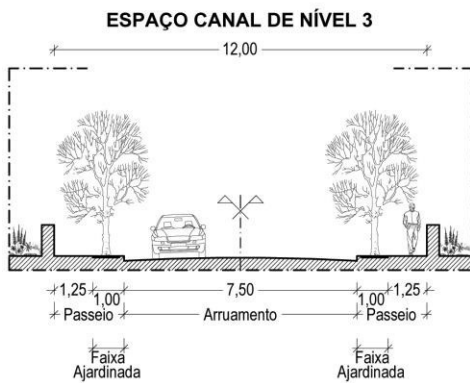 ESPAÇO CANAL DE NÍVEL 3
12,00
1,25 1,00 7,50 1,00 1,25
Passeio Arruamento Passeio
Faixa Faixa
Ajardinada Ajardinada